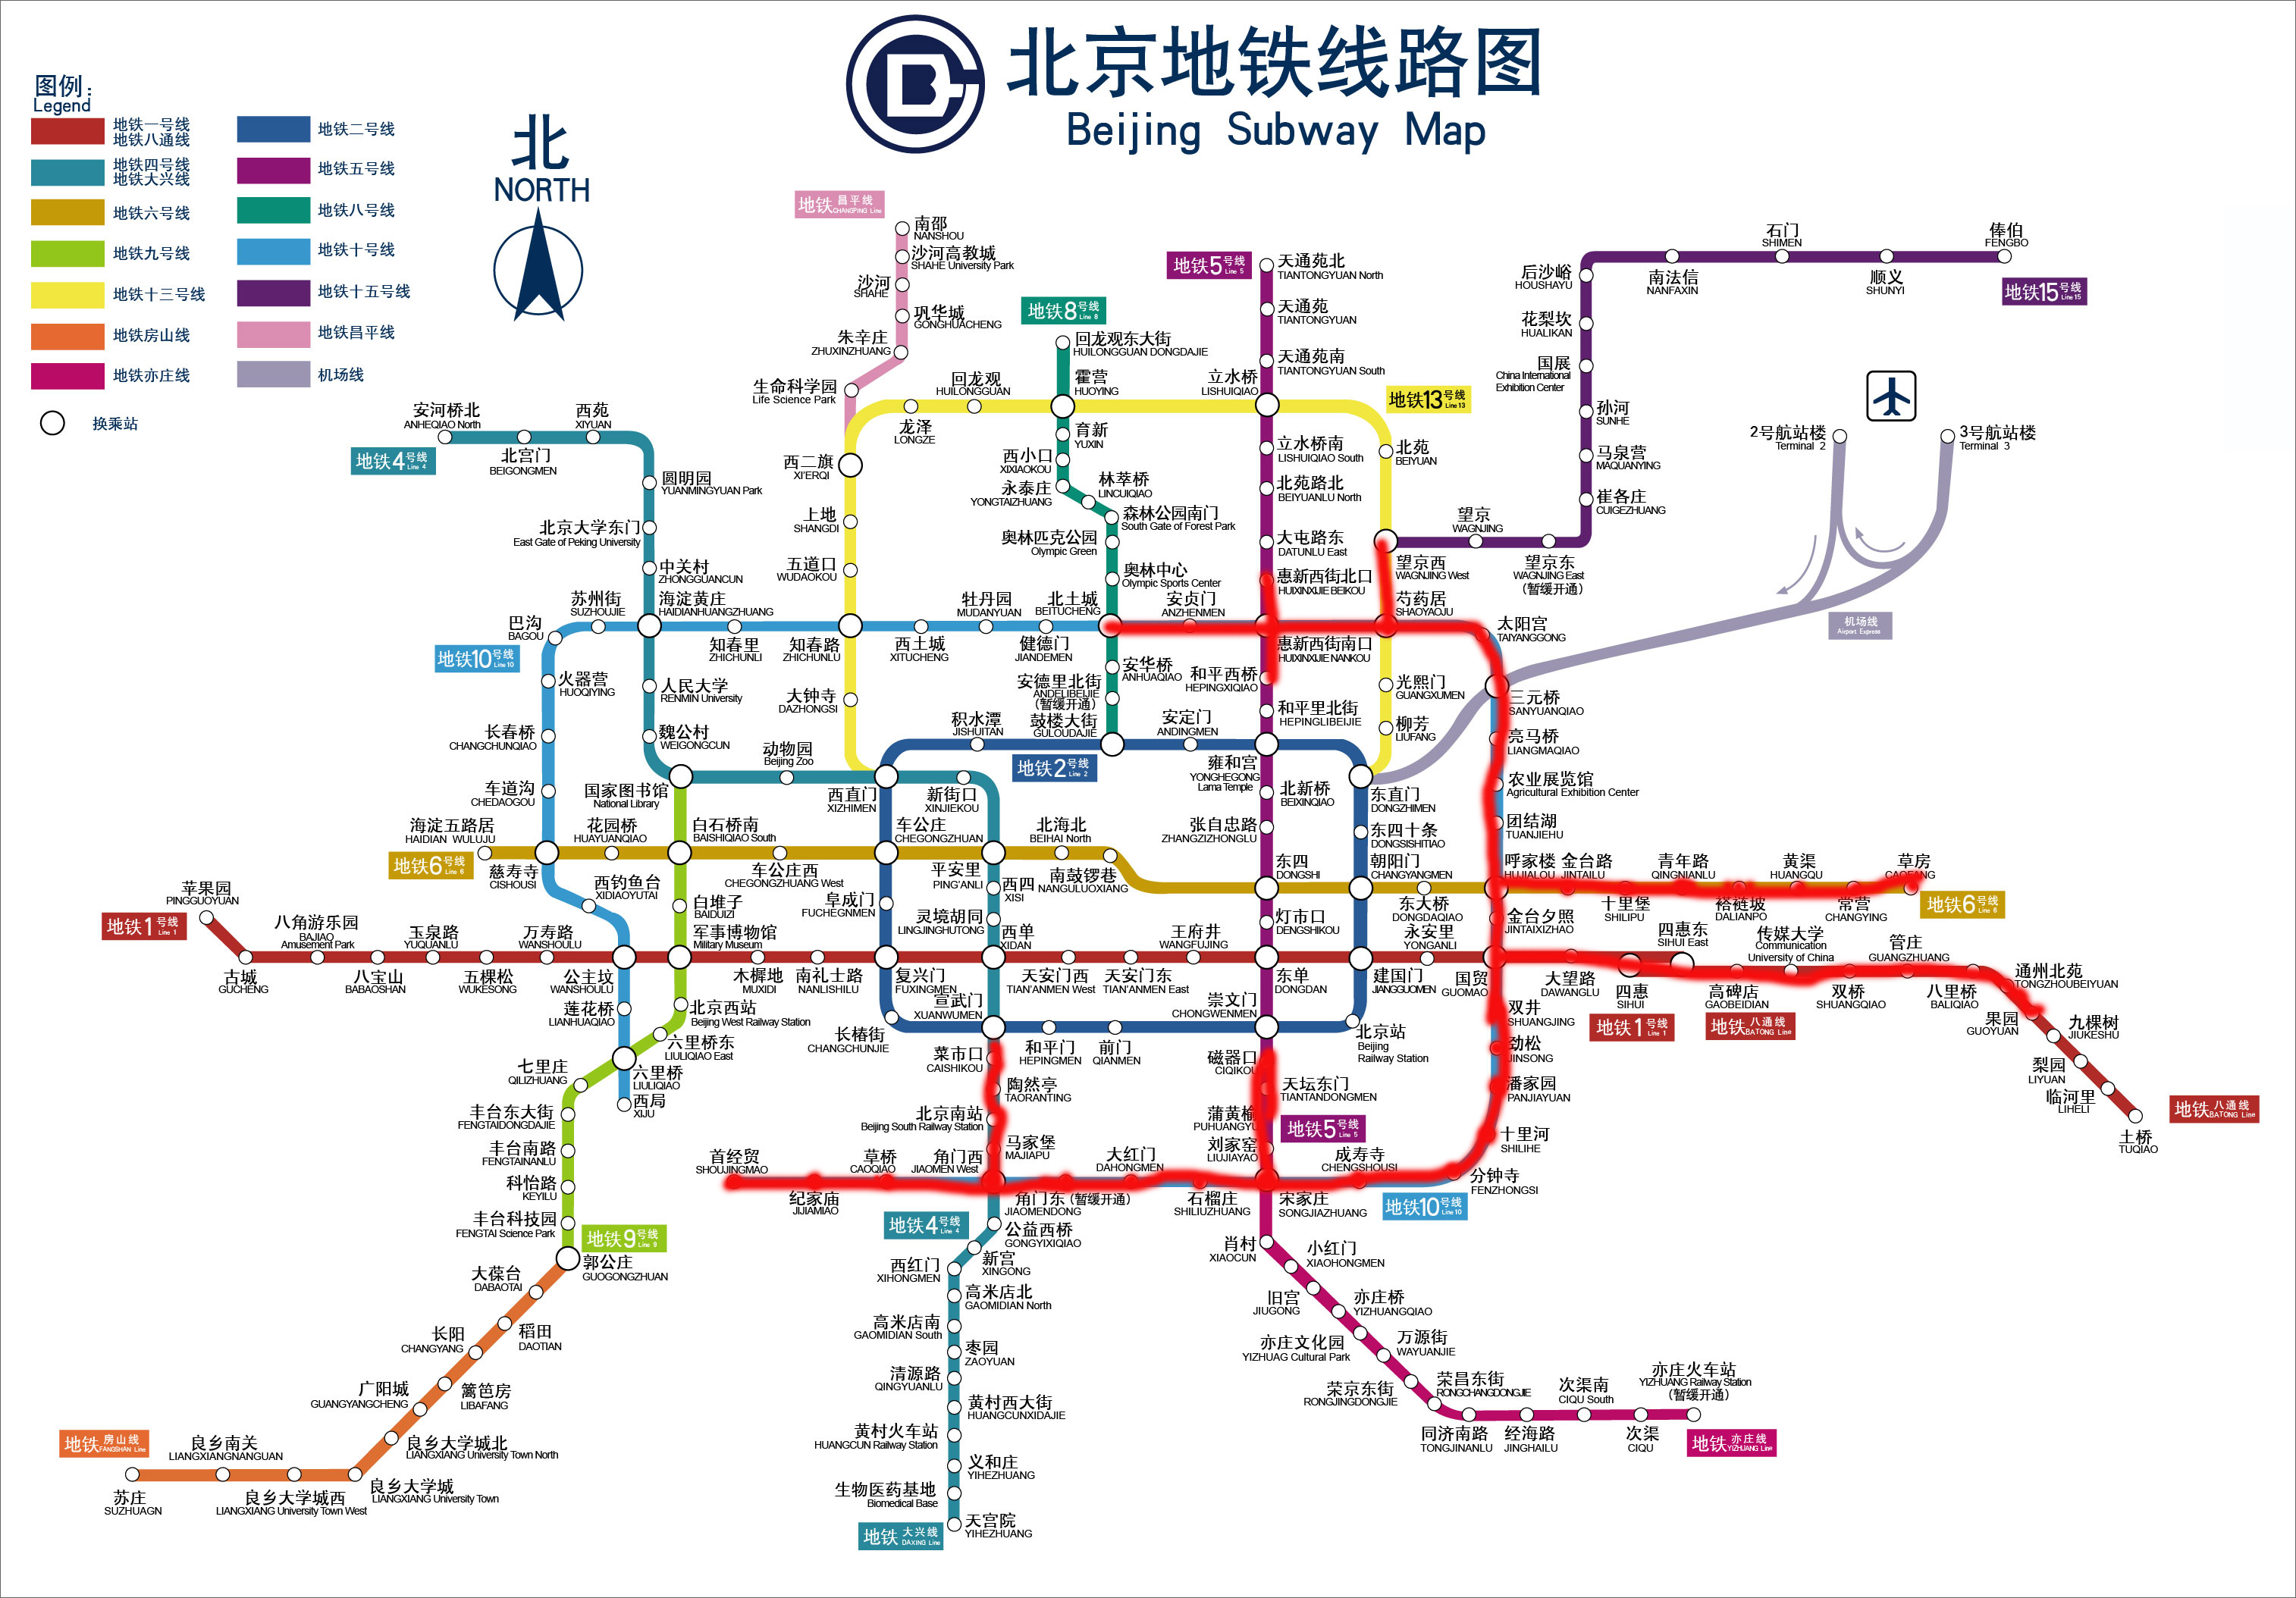 北京地铁线路图
Beijing Subway Map
图例：
Legend
地铁一号线
地铁八通线
地铁二号线
地铁四号线
地铁大兴线
地铁五号线
地铁六号线
地铁八号线
地铁九号线
地铁十号线
地铁十三号线
地铁十五号线
地铁房山线
地铁昌平线
地铁亦庄线
机场线
换乘站
北
NORTH
地铁昌平线
CHANGPING Line
南邵
NANSHOU
沙河高教城
SHAHE University Park
沙河
SHAHE
巩华城
GONGHUACHENG
朱辛庄
ZHUXINZHUANG
生命科学园
Life Science Park
地铁5号线
Line 5
天通苑北
TIANTONGYUAN North
天通苑
TIANTONGYUAN
天通苑南
TIANTONGYUAN South
立水桥
LISHUIQIAO
立水桥南
LISHUIQIAO South
北苑路北
BEIYUANLU North
大屯路东
DATUNLU East
惠新西街北口
HUIXINXIJIE BEIKOU
惠新西街南口
HUIXINXIJIE NANKOU
和平西桥
HEPINGXIQIAO
和平里北街
HEPINGLIBEIJIE
雍和宫
YONGHEGONG
Lama Temple
北新桥
BEIXINQIAO
张自忠路
ZHANGZIZHONGLU
东四
DONGSHI
灯市口
DENGSHIKOU
东单
DONGDAN
崇文门
CHONGWENMEN
磁器口
CIQIKOU
天坛东门
TIANTANDONGMEN
蒲黄榆
PUHUANGYU
地铁5号线
Line 5
刘家窑
LIUJIAYAO
宋家庄
SONGJIAZHUANG
地铁8号线
Line 8
回龙观东大街
HUILONGGUAN DONGDAJIE
霍营
HUOYING
育新
YUXIN
西小口
XIXIAOKOU
永泰庄
YONGTAIZHUANG
林萃桥
LINCUIQIAO
森林公园南门
South Gate of Forest Park
奥林匹克公园
Olympic Green
奥林中心
Olympic Sports Center
北土城
BEITUCHENG
安华桥
ANHUAQIAO
安德里北街
ANDELIBEIJIE
(暂缓开通)
鼓楼大街
GULOUDAJIE
地铁13号线
Line 13
回龙观
HUILONGGUAN
龙泽
LONGZE
西二旗
XI'ERQI
上地
SHANGDI
五道口
WUDAOKOU
知春路
ZHICHUNLU
大钟寺
DAZHONGSI
西直门
XIZHIMEN
北苑
BEIYUAN
望京西
WAGNJING West
芍药居
SHAOYAOJU
光熙门
GUANGXUMEN
柳芳
LIUFANG
东直门
DONGZHIMEN
地铁15号线
Line 15
俸伯
FENGBO
顺义
SHUNYI
石门
SHIMEN
南法信
NANFAXIN
后沙峪
HOUSHAYU
花梨坎
HUALIKAN
国展
China International
Exhibition Center
孙河
SUNHE
马泉营
MAQUANYING
崔各庄
CUIGEZHUANG
望京
WAGNJING
望京东
WAGNJING East
(暂缓开通)
2号航站楼
Terminal 2
3号航站楼
Terminal 3
机场线
Airport Express
地铁4号线
Line 4
安河桥北
ANHEQIAO North
北宫门
BEIGONGMEN
西苑
XIYUAN
圆明园
YUANMINGYUAN Park
北京大学东门
East Gate of Peking University
中关村
ZHONGGUANCUN
海淀黄庄
HAIDIANHUANGZHUANG
人民大学
RENMIN University
魏公村
WEIGONGCUN
国家图书馆
National Library
动物园
Beijing Zoo
新街口
XINJIEKOU
平安里
PING'ANLI
西四
XISI
灵境胡同
LINGJINGHUTONG
西单
XIDAN
宣武门
XUANWUMEN
菜市口
CAISHIKOU
陶然亭
TAORANTING
北京南站
Beijing South Railway Station
马家堡
MAJIAPU
角门西
JIAOMEN West
地铁4号线
Line 4
公益西桥
GONGYIXIQIAO
新宫
XINGONG
西红门
XIHONGMEN
高米店北
GAOMIDIAN North
高米店南
GAOMIDIAN South
枣园
ZAOYUAN
清源路
QINGYUANLU
黄村西大街
HUANGCUNXIDAJIE
黄村火车站
HUANGCUN Railway Station
义和庄
YIHEZHUANG
生物医药基地
Biomedical Base
天宫院
YIHEZHUANG
地铁大兴线
DAXING Line
地铁10号线
Line 10
巴沟
BAGOU
苏州街
SUZHOUJIE
知春里
ZHICHUNLI
西土城
XITUCHENG
牡丹园
MUDANYUAN
健德门
JIANDEMEN
安贞门
ANZHENMEN
太阳宫
TAIYANGGONG
三元桥
SANYUANQIAO
亮马桥
LIANGMAQIAO
农业展览馆
Agricultural Exhibition Center
团结湖
TUANJIEHU
呼家楼
HUJIALOU
金台夕照
JINTAIXIZHAO
国贸
GUOMAO
双井
SHUANGJING
劲松
JINSONG
潘家园
PANJIAYUAN
十里河
SHILIHE
分钟寺
FENZHONGSI
地铁10号线
Line 10
成寿寺
CHENGSHOUSI
石榴庄
SHILIUZHUANG
大红门
DAHONGMEN
角门东(暂缓开通)
JIAOMENDONG
草桥
CAOQIAO
纪家庙
JIJIAMIAO
首经贸
SHOUJINGMAO
火器营
HUOQIYING
长春桥
CHANGCHUNQIAO
车道沟
CHEDAOGOU
慈寿寺
CISHOUSI
西钓鱼台
XIDIAOYUTAI
公主坟
WANSHOULU
莲花桥
LIANHUAQIAO
六里桥
LIULIQIAO
西局
XIJU
地铁2号线
Line 2
积水潭
JISHUITAN
安定门
ANDINGMEN
东四十条
DONGSISHITIAO
朝阳门
CHANGYANGMEN
建国门
JIANGGUOMEN
北京站
Beijing
Railway Station
前门
QIANMEN
和平门
HEPINGMEN
长椿街
CHANGCHUNJIE
复兴门
FUXINGMEN
阜成门
FUCHEGNMEN
车公庄
CHEGONGZHUAN
地铁6号线
Line 6
海淀五路居
HAIDIAN WULUJU
花园桥
HUAYUANQIAO
白石桥南
BAISHIQIAO South
车公庄西
CHEGONGZHUANG West
北海北
BEIHAI North
南鼓锣巷
NANGULUOXIANG
东大桥
DONGDAQIAO
金台路
JINTAILU
十里堡
SHILIPU
青年路
QINGNIANLU
褡裢坡
DALIANPO
黄渠
HUANGQU
常营
CHANGYING
草房
CAOFANG
地铁6号线
Line 6
地铁1号线
Line 1
苹果园
PINGGUOYUAN
古城
GUCHENG
八角游乐园
BAJIAO
Amusement Park
八宝山
BABAOSHAN
玉泉路
YUQUANLU
五棵松
WUKESONG
万寿路
WANSHOULU
军事博物馆
Military Museum
木樨地
MUXIDI
南礼士路
NANLISHILU
天安门西
TIAN'ANMEN West
天安门东
TIAN'ANMEN East
王府井
WANGFUJING
永安里
YONGANLI
大望路
DAWANGLU
四惠
SIHUI
四惠东
SIHUI East
地铁1号线
Line 1
地铁八通线
BATONG Line
高碑店
GAOBEIDIAN
传媒大学
Communication
University of China
双桥
SHUANGQIAO
管庄
GUANGZHUANG
八里桥
BALIQIAO
通州北苑
TONGZHOUBEIYUAN
果园
GUOYUAN
九棵树
JIUKESHU
梨园
LIYUAN
临河里
LIHELI
土桥
TUQIAO
地铁八通线
BATONG Line
白堆子
BAIDUIZI
北京西站
Beijing West Railway Station
六里桥东
LIULIQIAO East
七里庄
QILIZHUANG
丰台东大街
FENGTAIDONGDAJIE
丰台南路
FENGTAINANLU
科怡路
KEYILU
丰台科技园
FENGTAI Science Park
地铁9号线
Line 9
郭公庄
GUOGONGZHUAN
大葆台
DABAOTAI
稻田
DAOTIAN
长阳
CHANGYANG
篱笆房
LIBAFANG
广阳城
GUANGYANGCHENG
良乡大学城北
LIANGXIANG University Town North
良乡大学城
LIANGXIANG University Town
良乡大学城西
LIANGXIANG University Town West
良乡南关
LIANGXIANGNANGUAN
苏庄
SUZHUAGN
地铁房山线
FANGSHAN Line
肖村
XIAOCUN
小红门
XIAOHONGMEN
旧宫
JIUGONG
亦庄桥
YIZHUANGQIAO
亦庄文化园
YIZHUAG Cultural Park
万源街
WAYUANJIE
荣京东街
RONGJINGDONGJIE
荣昌东街
RONGCHANGDONGJIE
同济南路
TONGJINANLU
经海路
JINGHAILU
次渠南
CIQU South
次渠
CIQU
亦庄火车站
YIZHUANG Railway Station
(暂缓开通)
地铁亦庄线
YIZHUANG Line